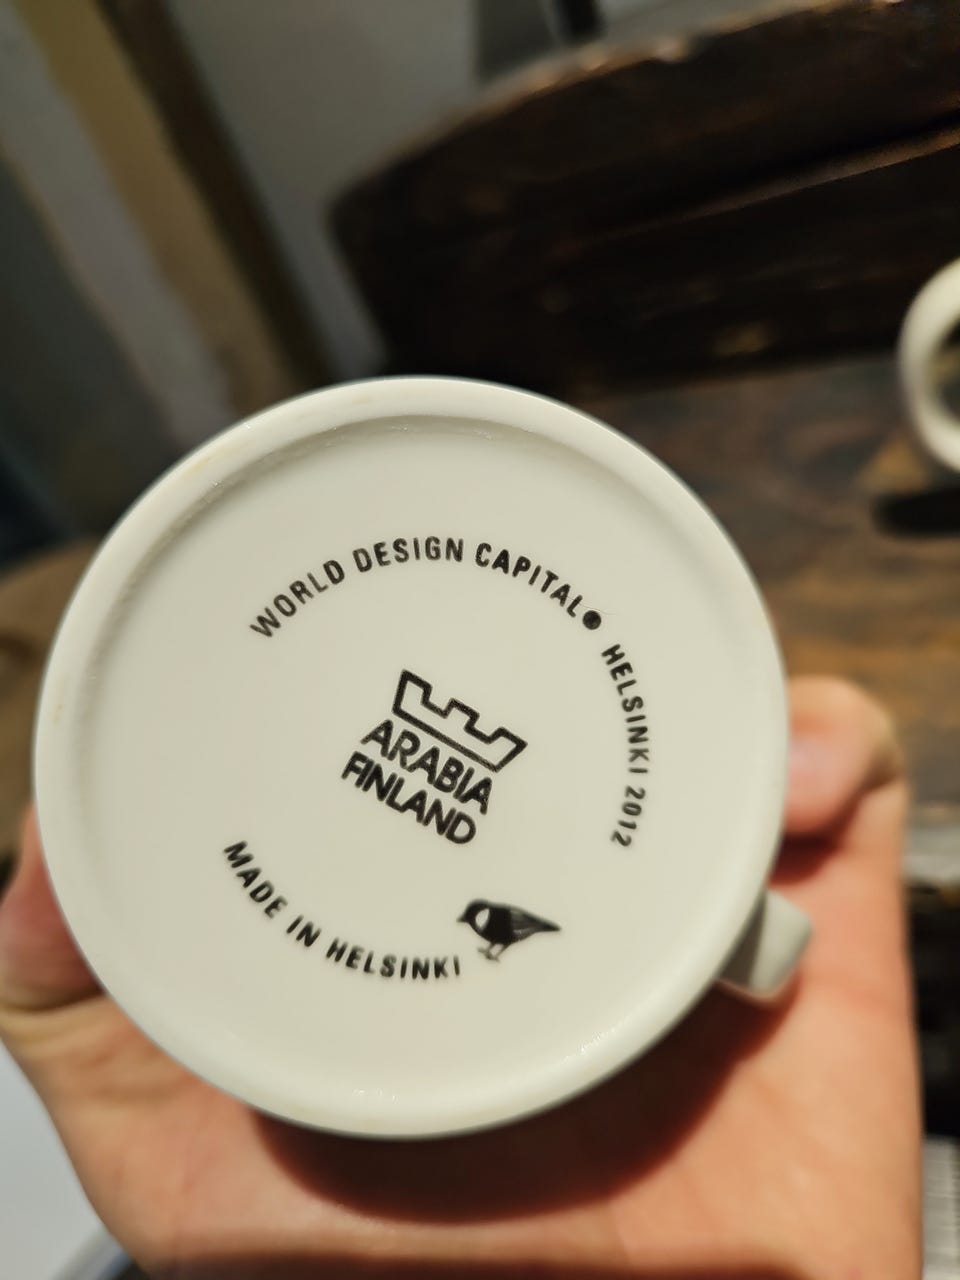 WORLD DESIGN CAPITAL HELSINKI 2012
ARABIA
FINLAND
MADE IN HELSINKI